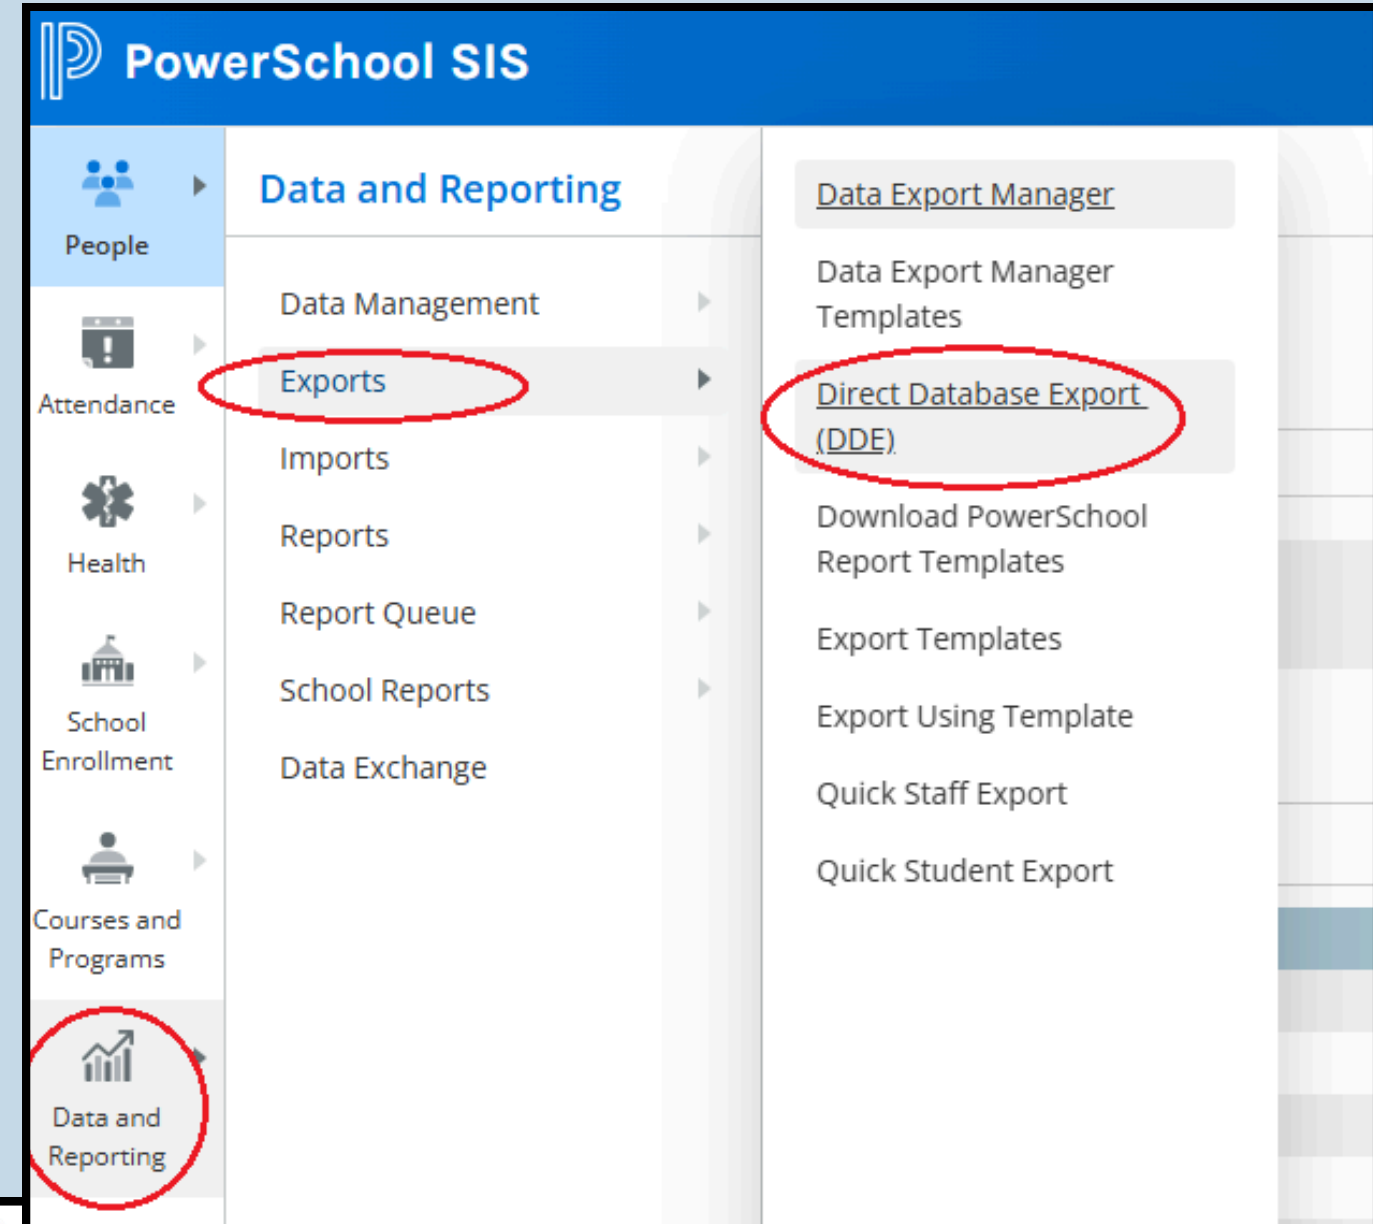 PowerSchool SIS
People
Attendance
Health
School
Enrollment
Courses and
Programs
Data and
Reporting
Data and Reporting
Data Management
Exports
Imports
Reports
Report Queue
School Reports
Data Exchange
Data Export Manager
Data Export Manager
Templates
Direct Database Export
(DDE)
Download PowerSchool
Report Templates
Export Templates
Export Using Template
Quick Staff Export
Quick Student Export